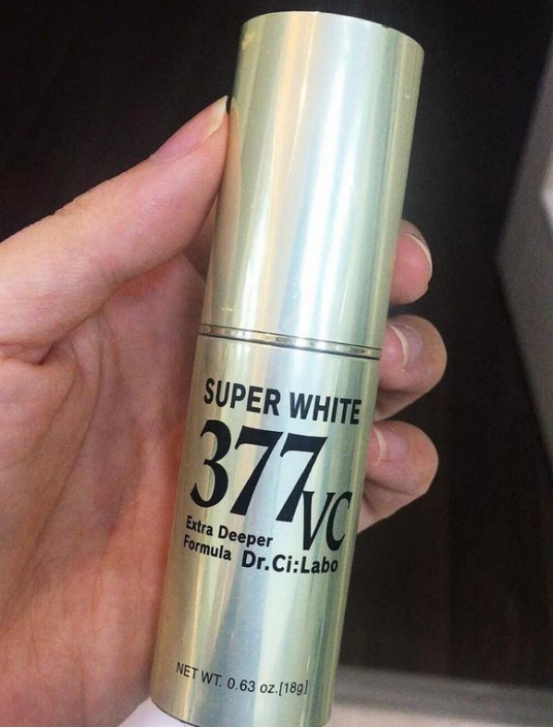 SUPER WHITE
377VC
Extra Deeper
Formula Dr.Ci:Labo
NET WT. 0.63 oz.[18g]